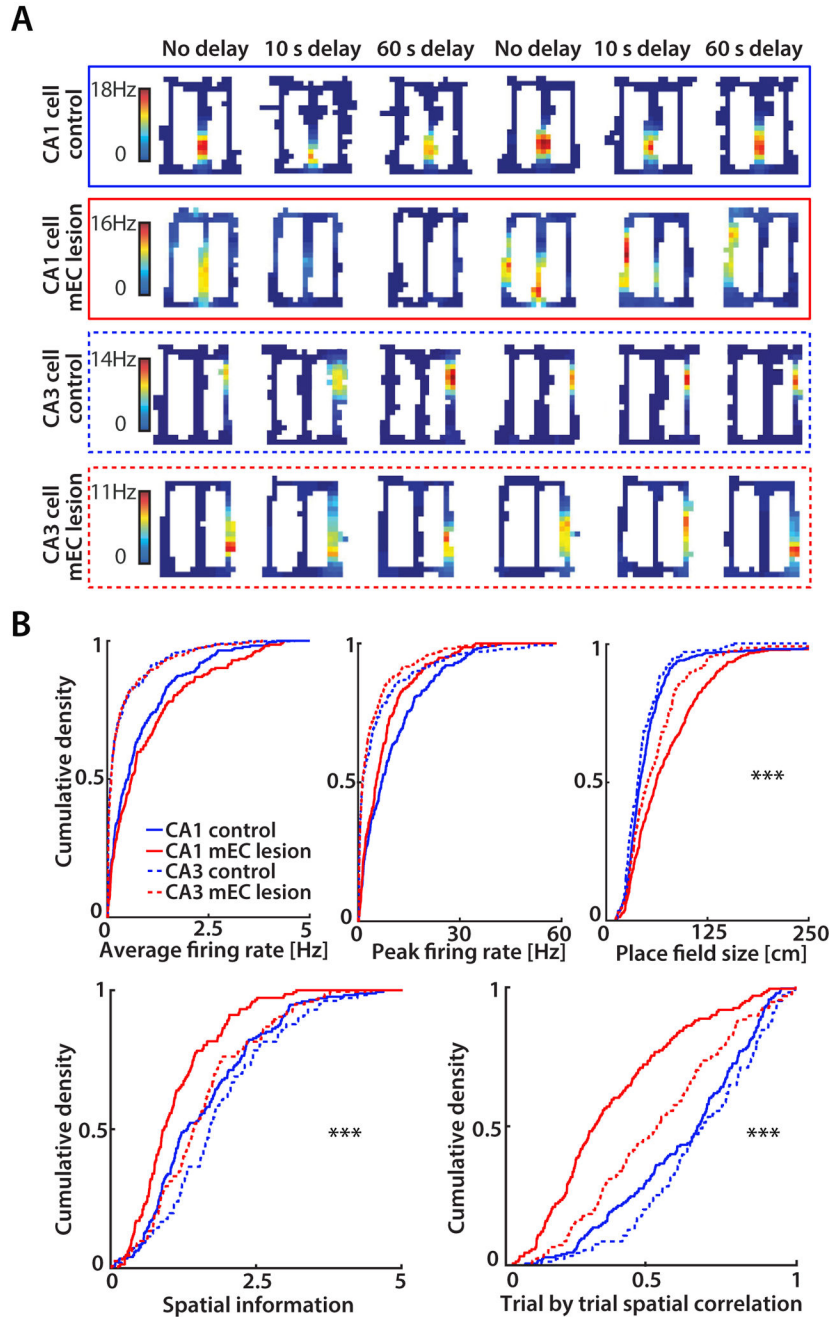 A
No delay 10 s delay 60 s delay No delay 10 s delay 60 s delay
CA1 cell
control
18Hz
0
CA1 cell
mEC lesion
16Hz
0
CA3 cell
control
14Hz
0
CA3 cell
mEC lesion
11Hz
0
B
Cumulative density
1
0.5
0
CA1 control
CA1 mEC lesion
CA3 control
CA3 mEC lesion
0 2.5 5
Average firing rate [Hz]
1
0.5
0
0 30 60
Peak firing rate [Hz]
1
0.5
0
***
0 125 250
Place field size [cm]
Cumulative density
1
0.5
0
***
0 2.5 5
Spatial information
Cumulative density
1
0.5
0
***
0 0.5 1
Trial by trial spatial correlation